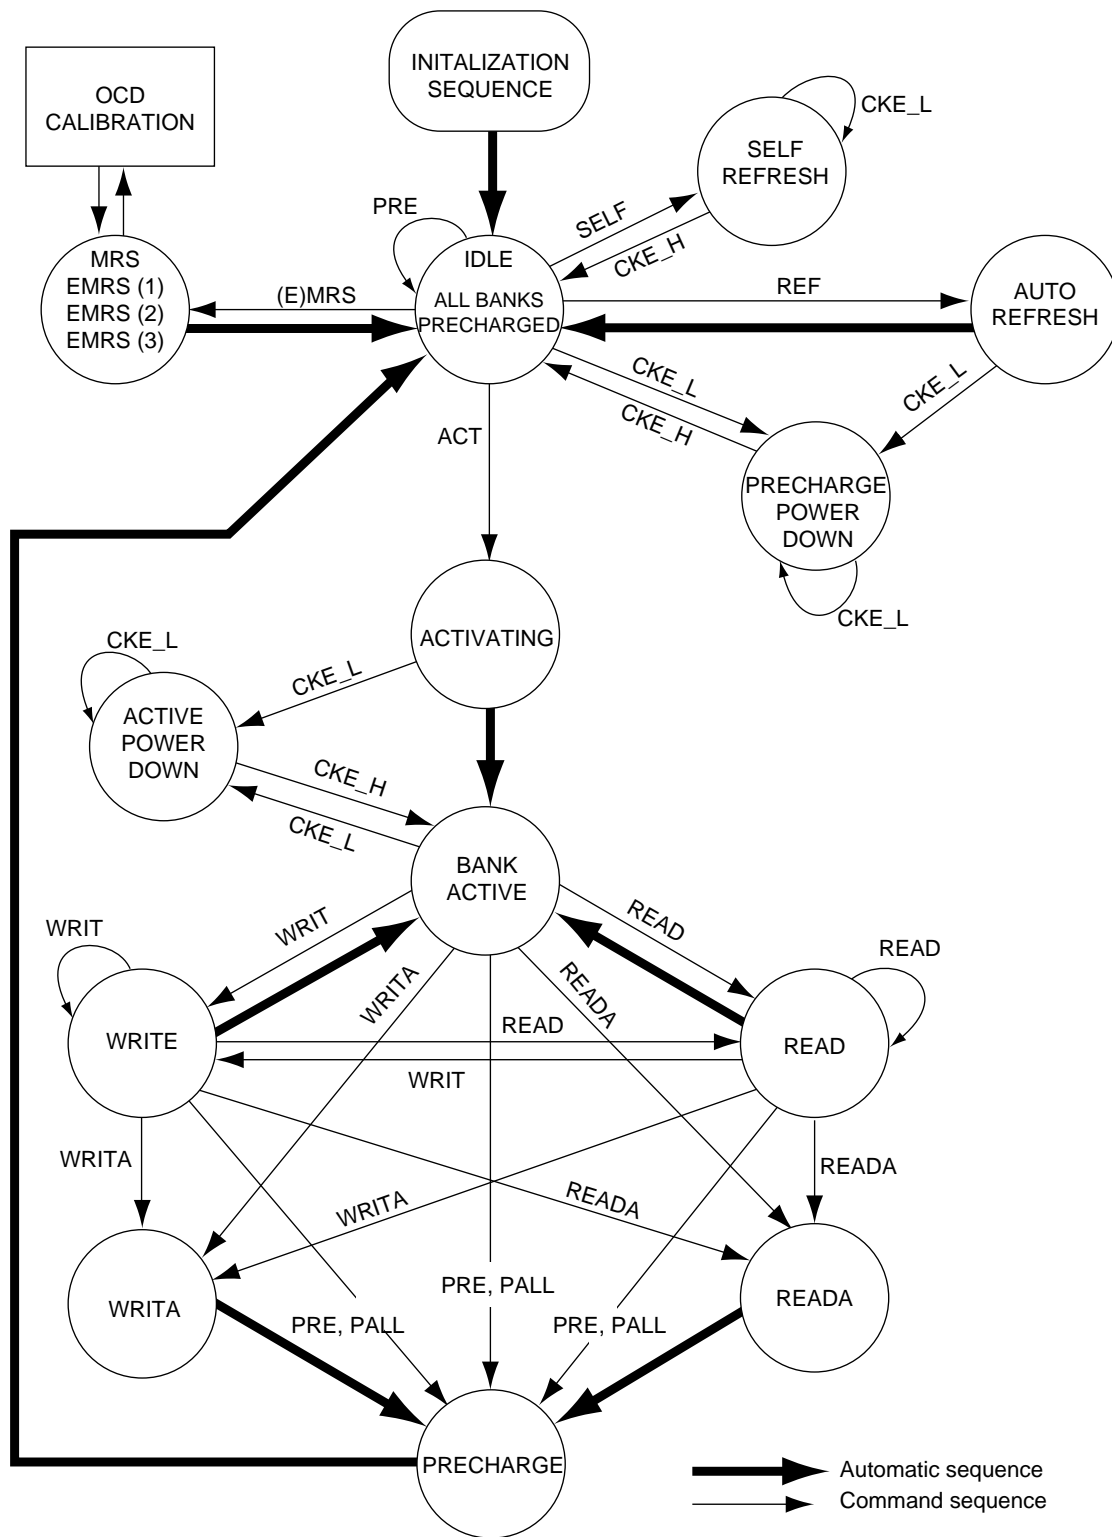 INITALIZATION
SEQUENCE
OCD
CALIBRATION
CKE_L
SELF
REFRESH
PRE
SELF
CKE_H
MRS
EMRS (1)
EMRS (2)
EMRS (3)
(E)MRS
IDLE
ALL BANKS
PRECHARGED
REF
AUTO
REFRESH
CKE_L
CKE_H
CKE_L
ACT
PRECHARGE
POWER
DOWN
CKE_L
ACTIVATING
CKE_L
CKE_L
ACTIVE
POWER
DOWN
CKE_H
CKE_L
BANK
ACTIVE
WRIT
WRIT
READ
READ
WRITA
READA
WRITE
READ
READ
WRIT
WRITA
READA
WRITA
READA
WRITA
PRE, PALL
PRE, PALL
PRE, PALL
READA
PRECHARGE
Automatic sequence
Command sequence